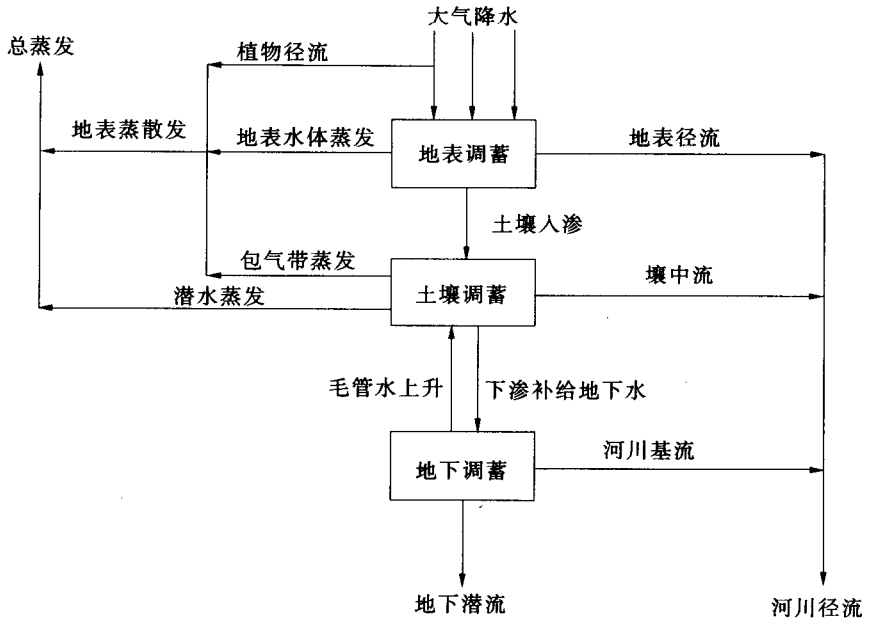 大气降水
总蒸发
植物径流
地表蒸散发
地表水体蒸发
地表调蓄
地表径流
土壤入渗
包气带蒸发
潜水蒸发
土壤调蓄
壤中流
毛管水上升
下渗补给地下水
地下调蓄
河川基流
地下潜流
河川径流